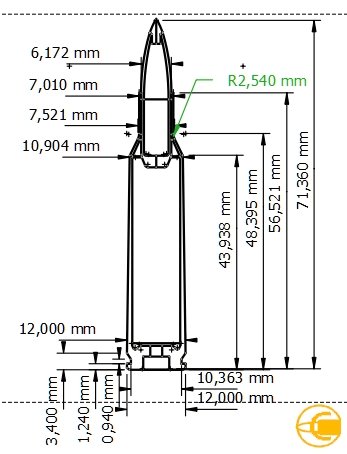 6,172 mm
7,010 mm
R2,540 mm
7,521 mm
10,904 mm
43,938 mm
48,395 mm
56,521 mm
71,360 mm
12,000 mm
10,363 mm
12,000 mm
3,400 mm
1,240 mm
0,940 mm